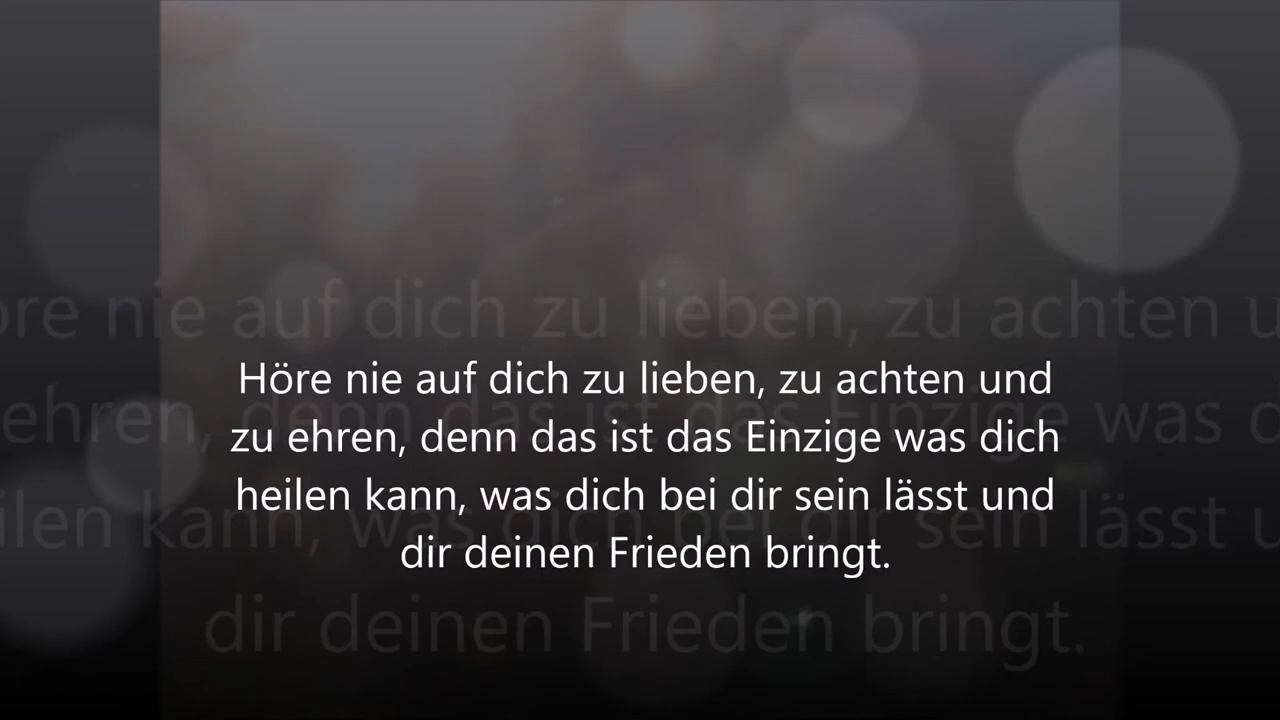 Höre nie auf dich zu lieben, zu achten und
zu ehren, denn das ist das Einzige was dich
heilen kann, was dich bei dir sein lässt und
dir deinen Frieden bringt.